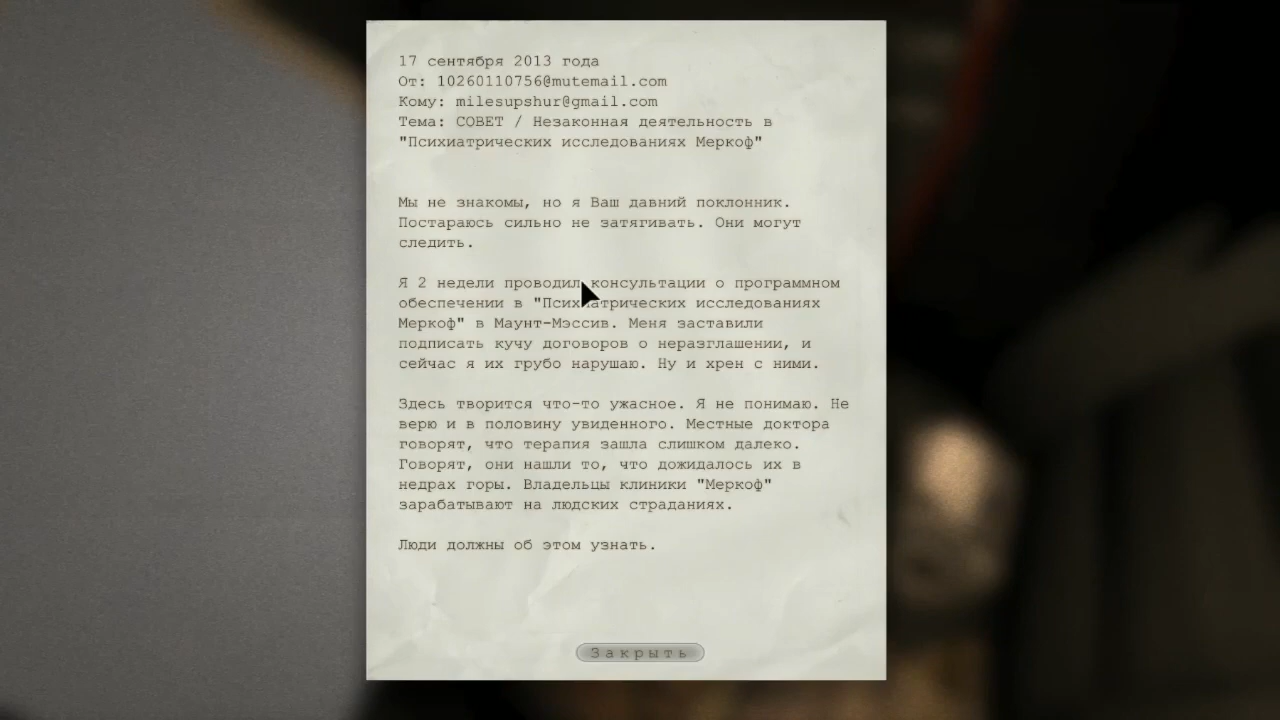 17 сентября 2013 года
От: 10260110756@mutemail.com
Кому: milesupshur@gmail.com
Тема: СОВЕТ / Незаконная деятельность в
"Психиатрических исследованиях Меркоф"
Мы не знакомы, но я Ваш давний поклонник.
Постараюсь сильно не затягивать. Они могут
следить.
Я 2 недели проводил консультации о программном
обеспечении в "Психиатрических исследованиях
Меркоф" в Маунт-Мэссив. Меня заставили
подписать кучу договоров о неразглашении, и
сейчас я их грубо нарушаю. Ну и хрен с ними.
Здесь творится что-то ужасное. Я не понимаю. Не
верю и в половину увиденного. Местные доктора
говорят, что терапия зашла слишком далеко.
Говорят, они нашли то, что дожидалось их в
недрах горы. Владельцы клиники "Меркоф"
зарабатывают на людских страданиях.
Люди должны об этом узнать.
Закрыть